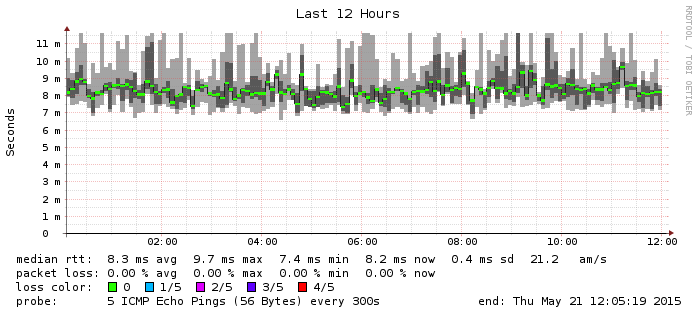 Last 12 Hours
RRDTOOL / TOBI OETIKER
Seconds
11 m
10 m
9 m
8 m
7 m
6 m
5 m
4 m
3 m
2 m
1 m
0
02:00 04:00 06:00 08:00 10:00 12:00
median rtt: 8.3 ms avg 9.7 ms max 7.4 ms min 8.2 ms now 0.4 ms sd 21.2 am/s
packet loss: 0.00 % avg 0.00 % max 0.00 % min 0.00 % now
loss color: 0 1/5 2/5 3/5 4/5
probe: 5 ICMP Echo Pings (56 Bytes) every 300s end: Thu May 21 12:05:19 2015